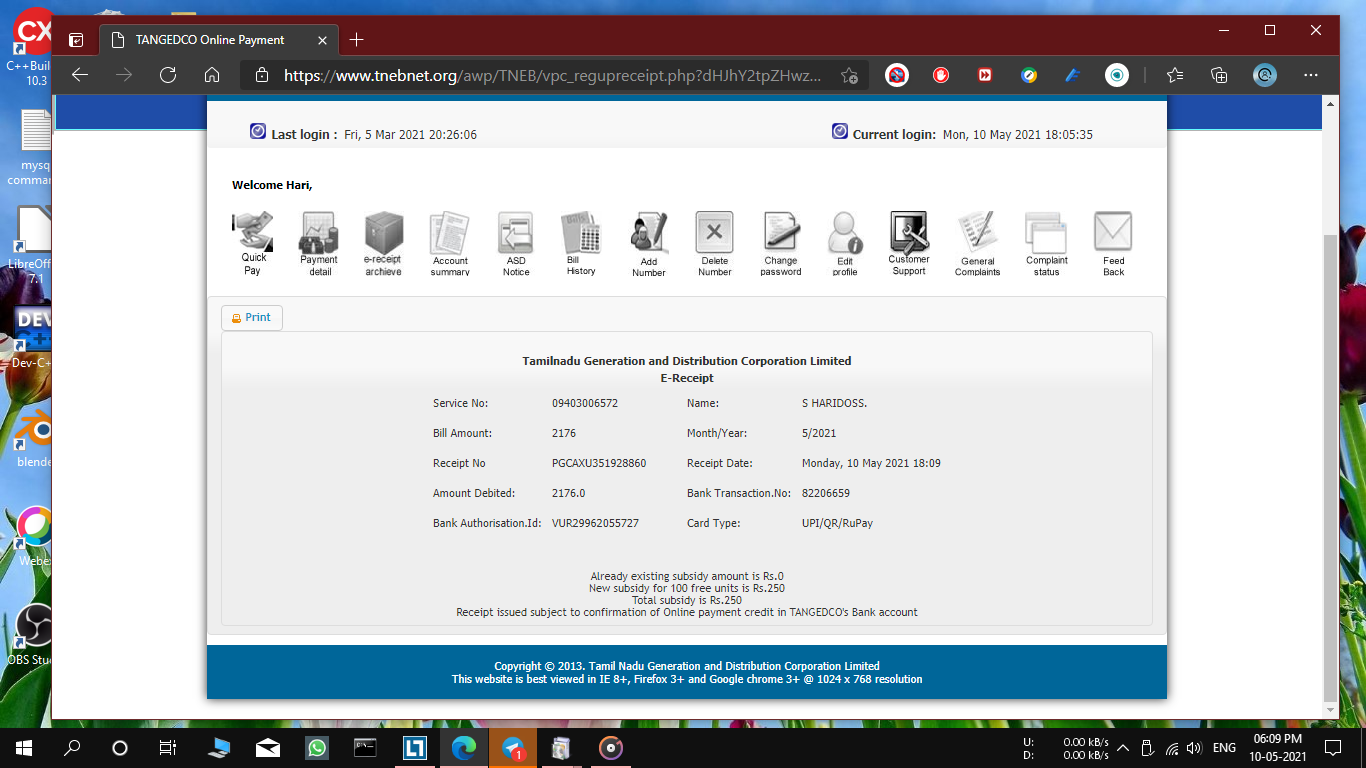 TANGEDCO Online Payment
https://www.tnebnet.org/awp/TNEB/vpc_regupreceipt.php?dHJhY2tpZHwz...
C++Buil
10.3
mysq
comman
LibreOff
7.1
DEV
C++
Dev-C+
blende
Webe
OBS Stu
Last login : Fri, 5 Mar 2021 20:26:06
Current login: Mon, 10 May 2021 18:05:35
Welcome Hari,
Quick Pay
Payment detail
e-receipt archieve
Account summary
ASD Notice
Bill History
Add Number
Delete Number
Change password
Edit profile
Customer Support
General Complaints
Complaint status
Feed Back
Print
Tamilnadu Generation and Distribution Corporation Limited
E-Receipt
Service No: 09403006572 Name: S HARIDOSS.
Bill Amount: 2176 Month/Year: 5/2021
Receipt No PGCAXU351928860 Receipt Date: Monday, 10 May 2021 18:09
Amount Debited: 2176.0 Bank Transaction.No: 82206659
Bank Authorisation.Id: VUR29962055727 Card Type: UPI/QR/RuPay
Already existing subsidy amount is Rs.0
New subsidy for 100 free units is Rs.250
Total subsidy is Rs.250
Receipt issued subject to confirmation of Online payment credit in TANGEDCO's Bank account
Copyright © 2013. Tamil Nadu Generation and Distribution Corporation Limited
This website is best viewed in IE 8+, Firefox 3+ and Google chrome 3+ @ 1024 x 768 resolution
1
U: 0.00 kB/s
D: 0.00 kB/s
ENG
06:09 PM
10-05-2021